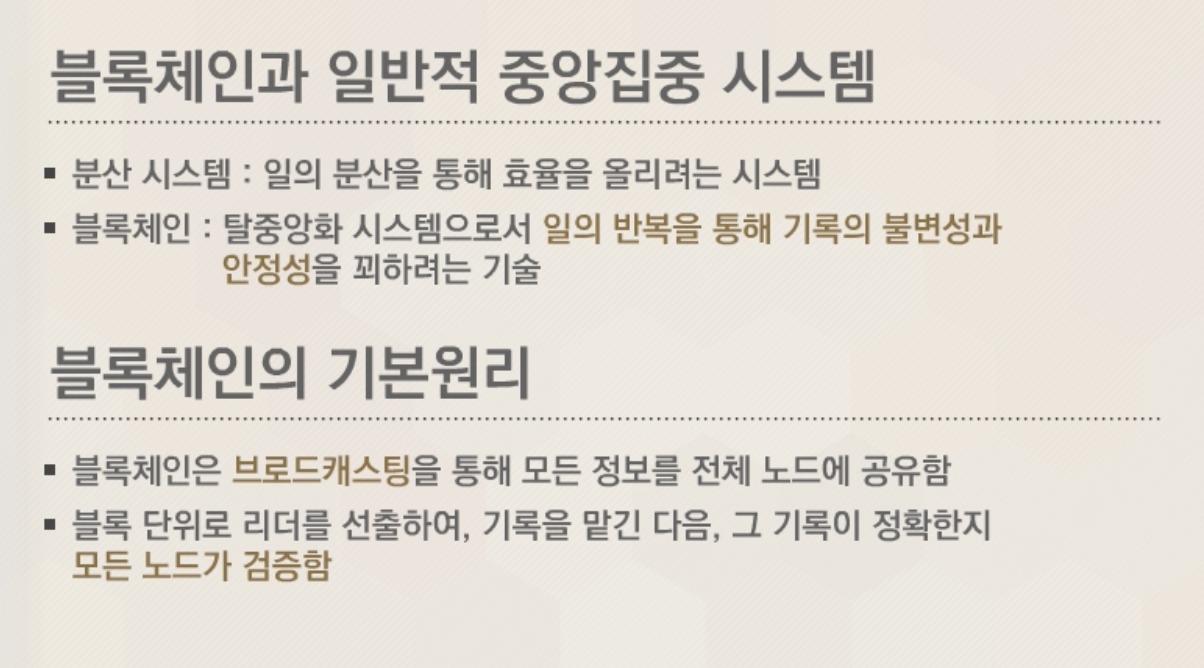 블록체인과 일반적 중앙집중 시스템
▪ 분산 시스템 : 일의 분산을 통해 효율을 올리려는 시스템
▪ 블록체인 : 탈중앙화 시스템으로서 일의 반복을 통해 기록의 불변성과
안정성을 꾀하려는 기술
블록체인의 기본원리
▪ 블록체인은 브로드캐스팅을 통해 모든 정보를 전체 노드에 공유함
▪ 블록 단위로 리더를 선출하여, 기록을 맡긴 다음, 그 기록이 정확한지
모든 노드가 검증함